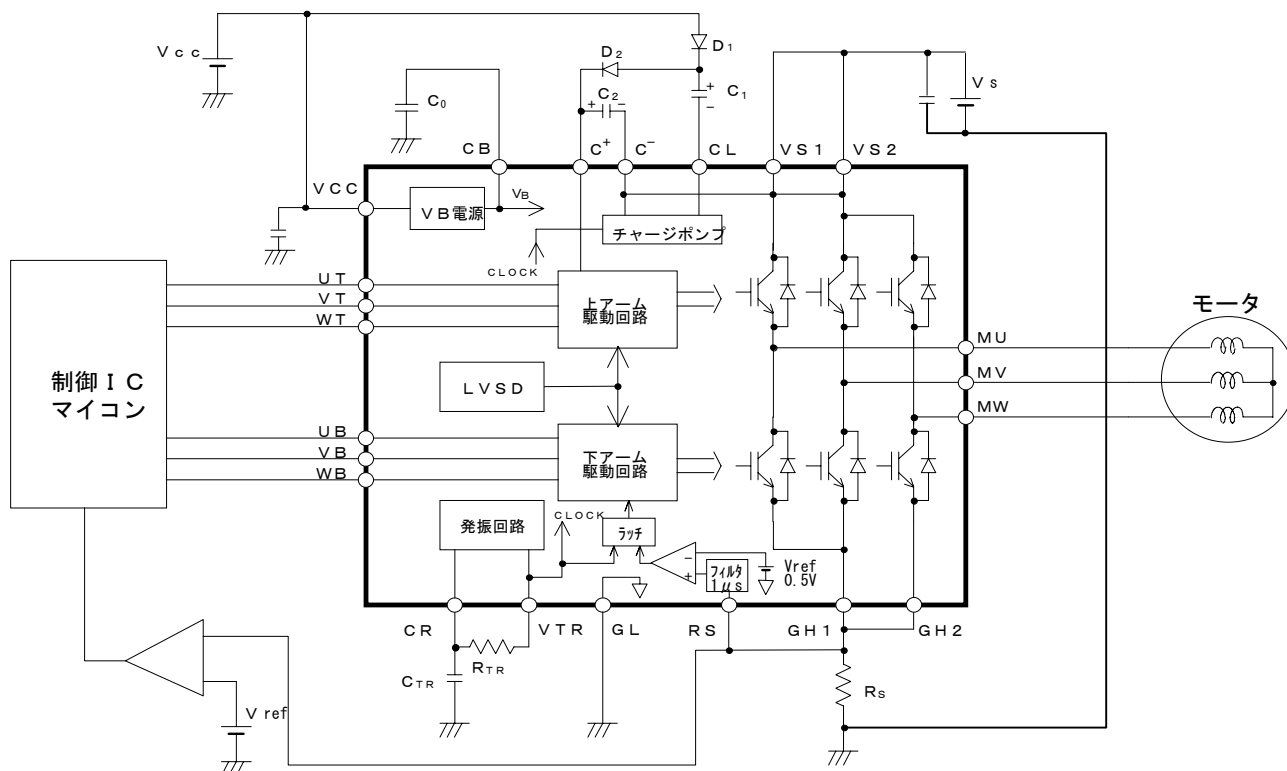 Vcc
D₁
D₂
C₂
+
-
+
-
C₁
C₀
Vs
CB
C⁺
C⁻
CL
VS1
VS2
VCC
VB電源
VB
チャージポンプ
CLOCK
UT
VT
WT
上アーム
駆動回路
モータ
MU
MV
MW
制御IC
マイコン
LVSD
UB
VB
WB
下アーム
駆動回路
発振回路
CLOCK
ラッチ
-
+
フィルタ
1μs
Vref
0.5V
CR
VTR
GL
RS
GH1
GH2
RTR
CTR
Rs
Vref